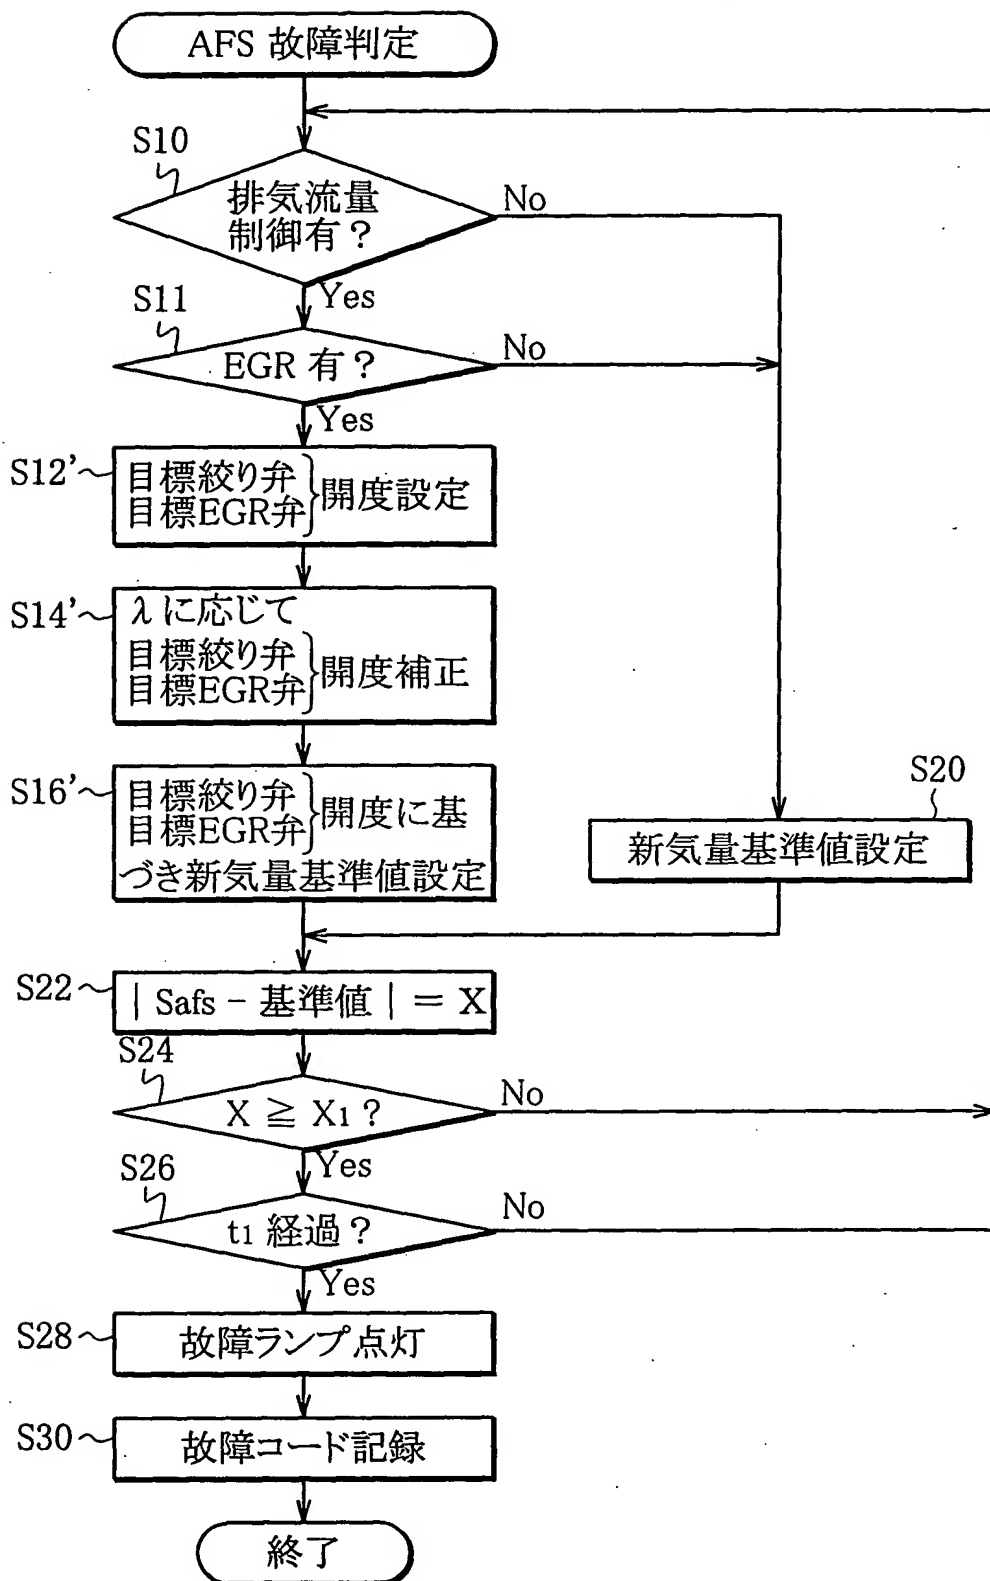 AFS 故障判定
S10
排気流量
制御有？
No
Yes
S11
EGR 有？
No
Yes
S12'
目標絞り弁
目標EGR弁
開度設定
S14'
λに応じて
目標絞り弁
目標EGR弁
開度補正
S16'
目標絞り弁
目標EGR弁
開度に基
づき新気量基準値設定
S20
新気量基準値設定
S22
| Safs - 基準値 | = X
S24
X ≧ X1 ?
No
Yes
S26
t1 経過？
No
Yes
S28
故障ランプ点灯
S30
故障コード記録
終了